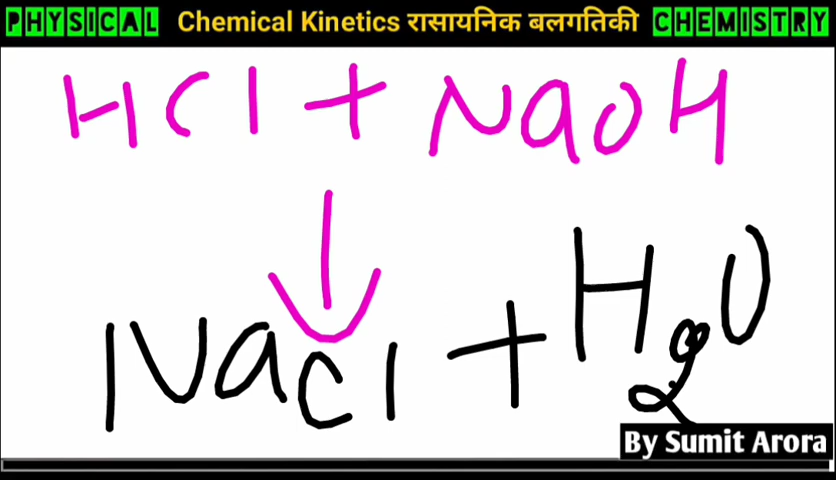 PHYSICAL Chemical Kinetics रासायनिक बलगतिकी CHEMISTRY
HCl + NaOH
↓
NaCl + H2O
By Sumit Arora